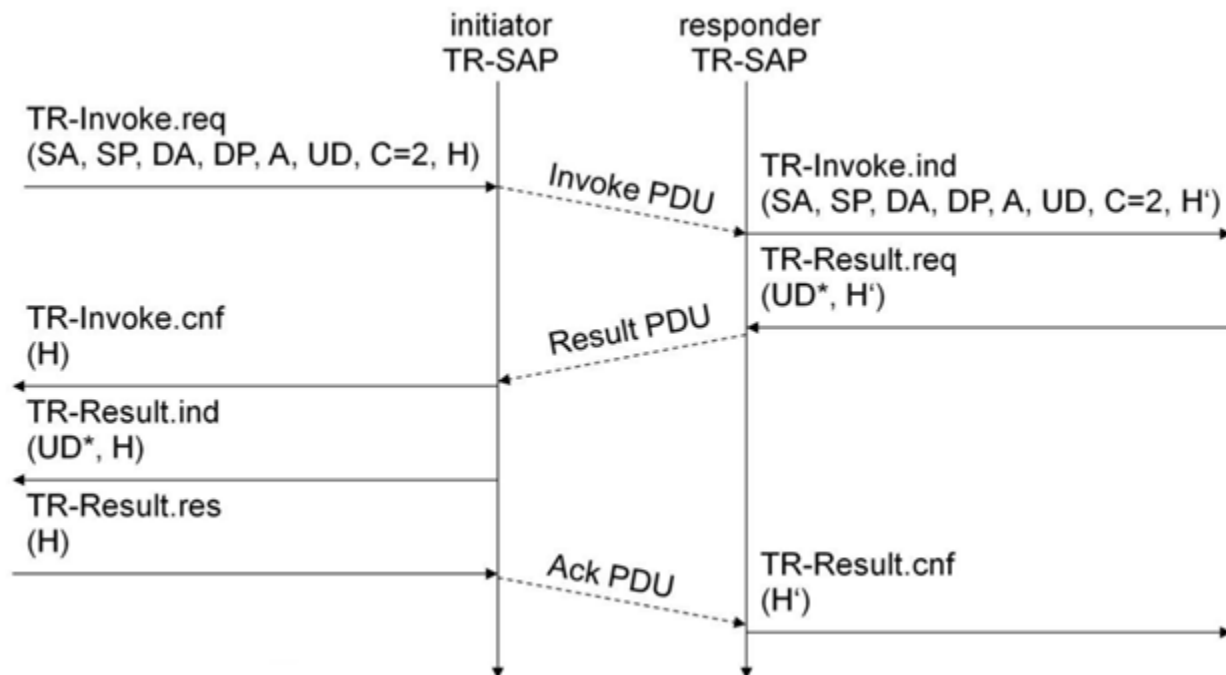 initiator
TR-SAP
responder
TR-SAP
TR-Invoke.req
(SA, SP, DA, DP, A, UD, C=2, H)
Invoke PDU
TR-Invoke.ind
(SA, SP, DA, DP, A, UD, C=2, H‘)
TR-Result.req
(UD*, H‘)
Result PDU
TR-Invoke.cnf
(H)
TR-Result.ind
(UD*, H)
TR-Result.res
(H)
Ack PDU
TR-Result.cnf
(H‘)